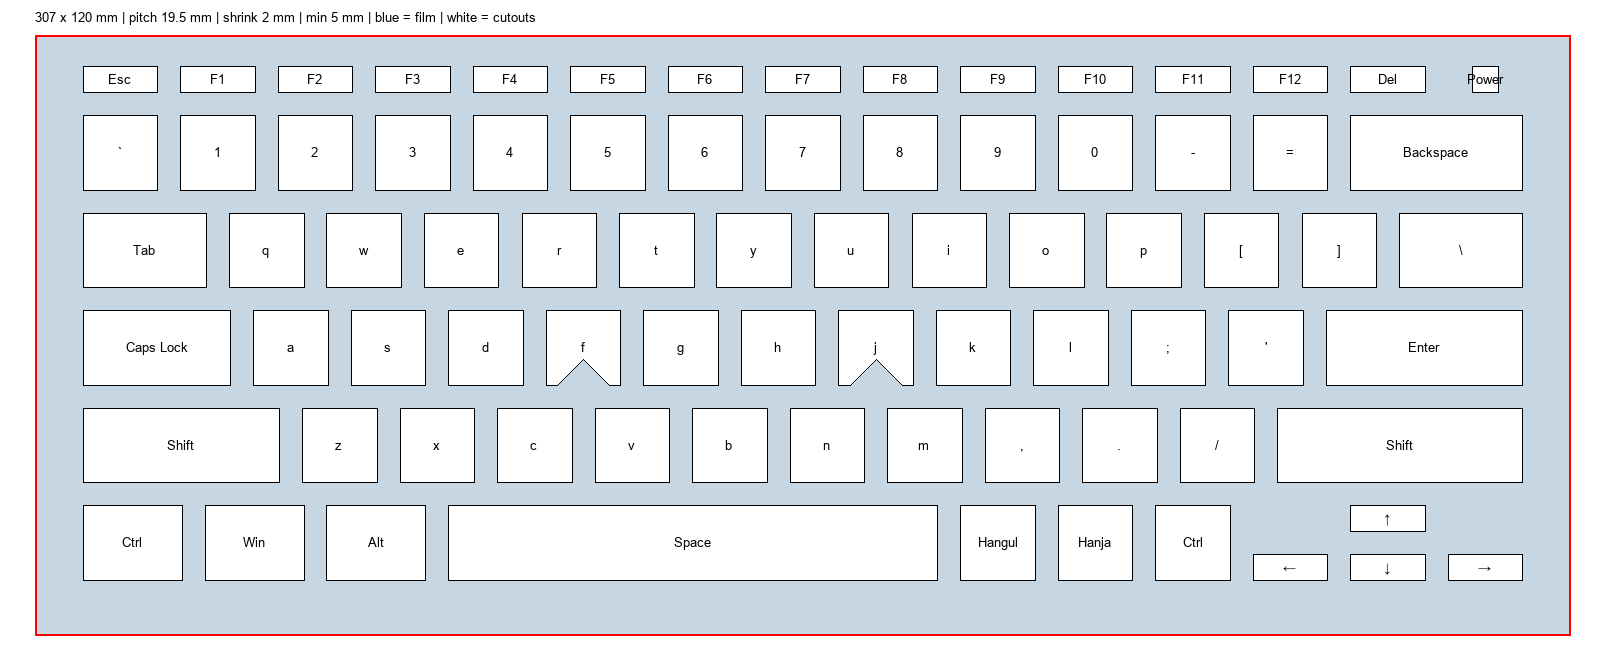 307 x 120 mm | pitch 19.5 mm | shrink 2 mm | min 5 mm | blue = film | white = cutouts
Esc F1 F2 F3 F4 F5 F6 F7 F8 F9 F10 F11 F12 Del Power
` 1 2 3 4 5 6 7 8 9 0 - = Backspace
Tab q w e r t y u i o p [ ] \
Caps Lock a s d f g h j k l ; ' Enter
Shift z x c v b n m , . / Shift
Ctrl Win Alt Space Hangul Hanja Ctrl ↑
← ↓ →